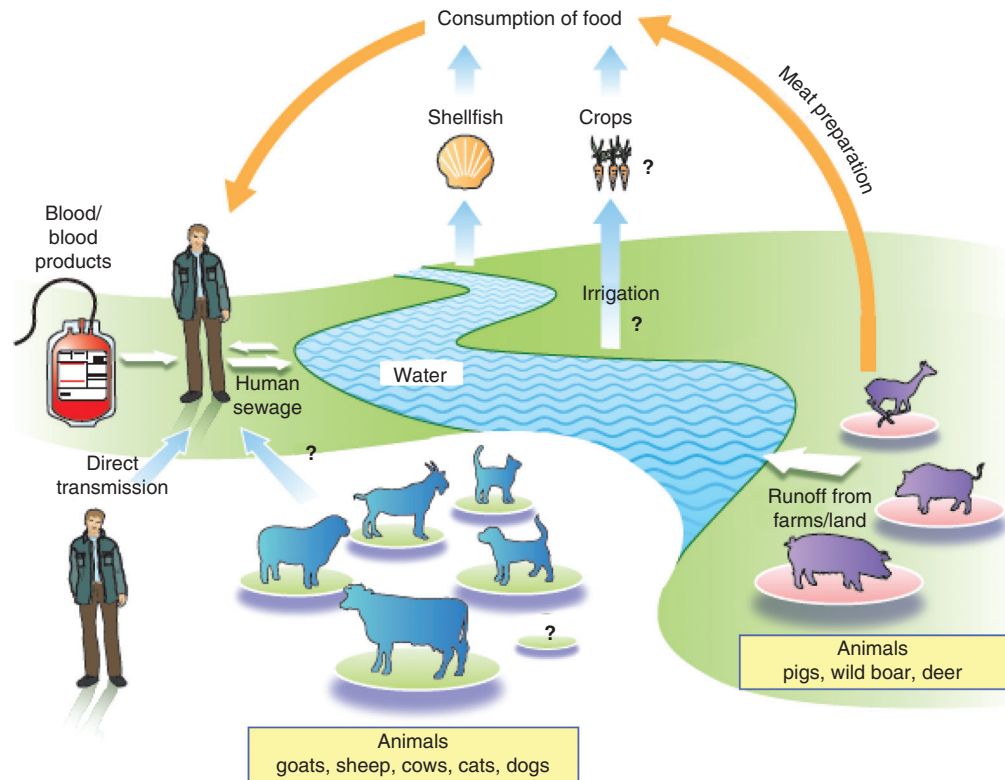 Consumption of food
Shellfish
Crops
?
Meat preparation
Blood/
blood
products
Irrigation
?
Water
Human
sewage
?
Direct
transmission
Runoff from
farms/land
?
Animals
pigs, wild boar, deer
Animals
goats, sheep, cows, cats, dogs